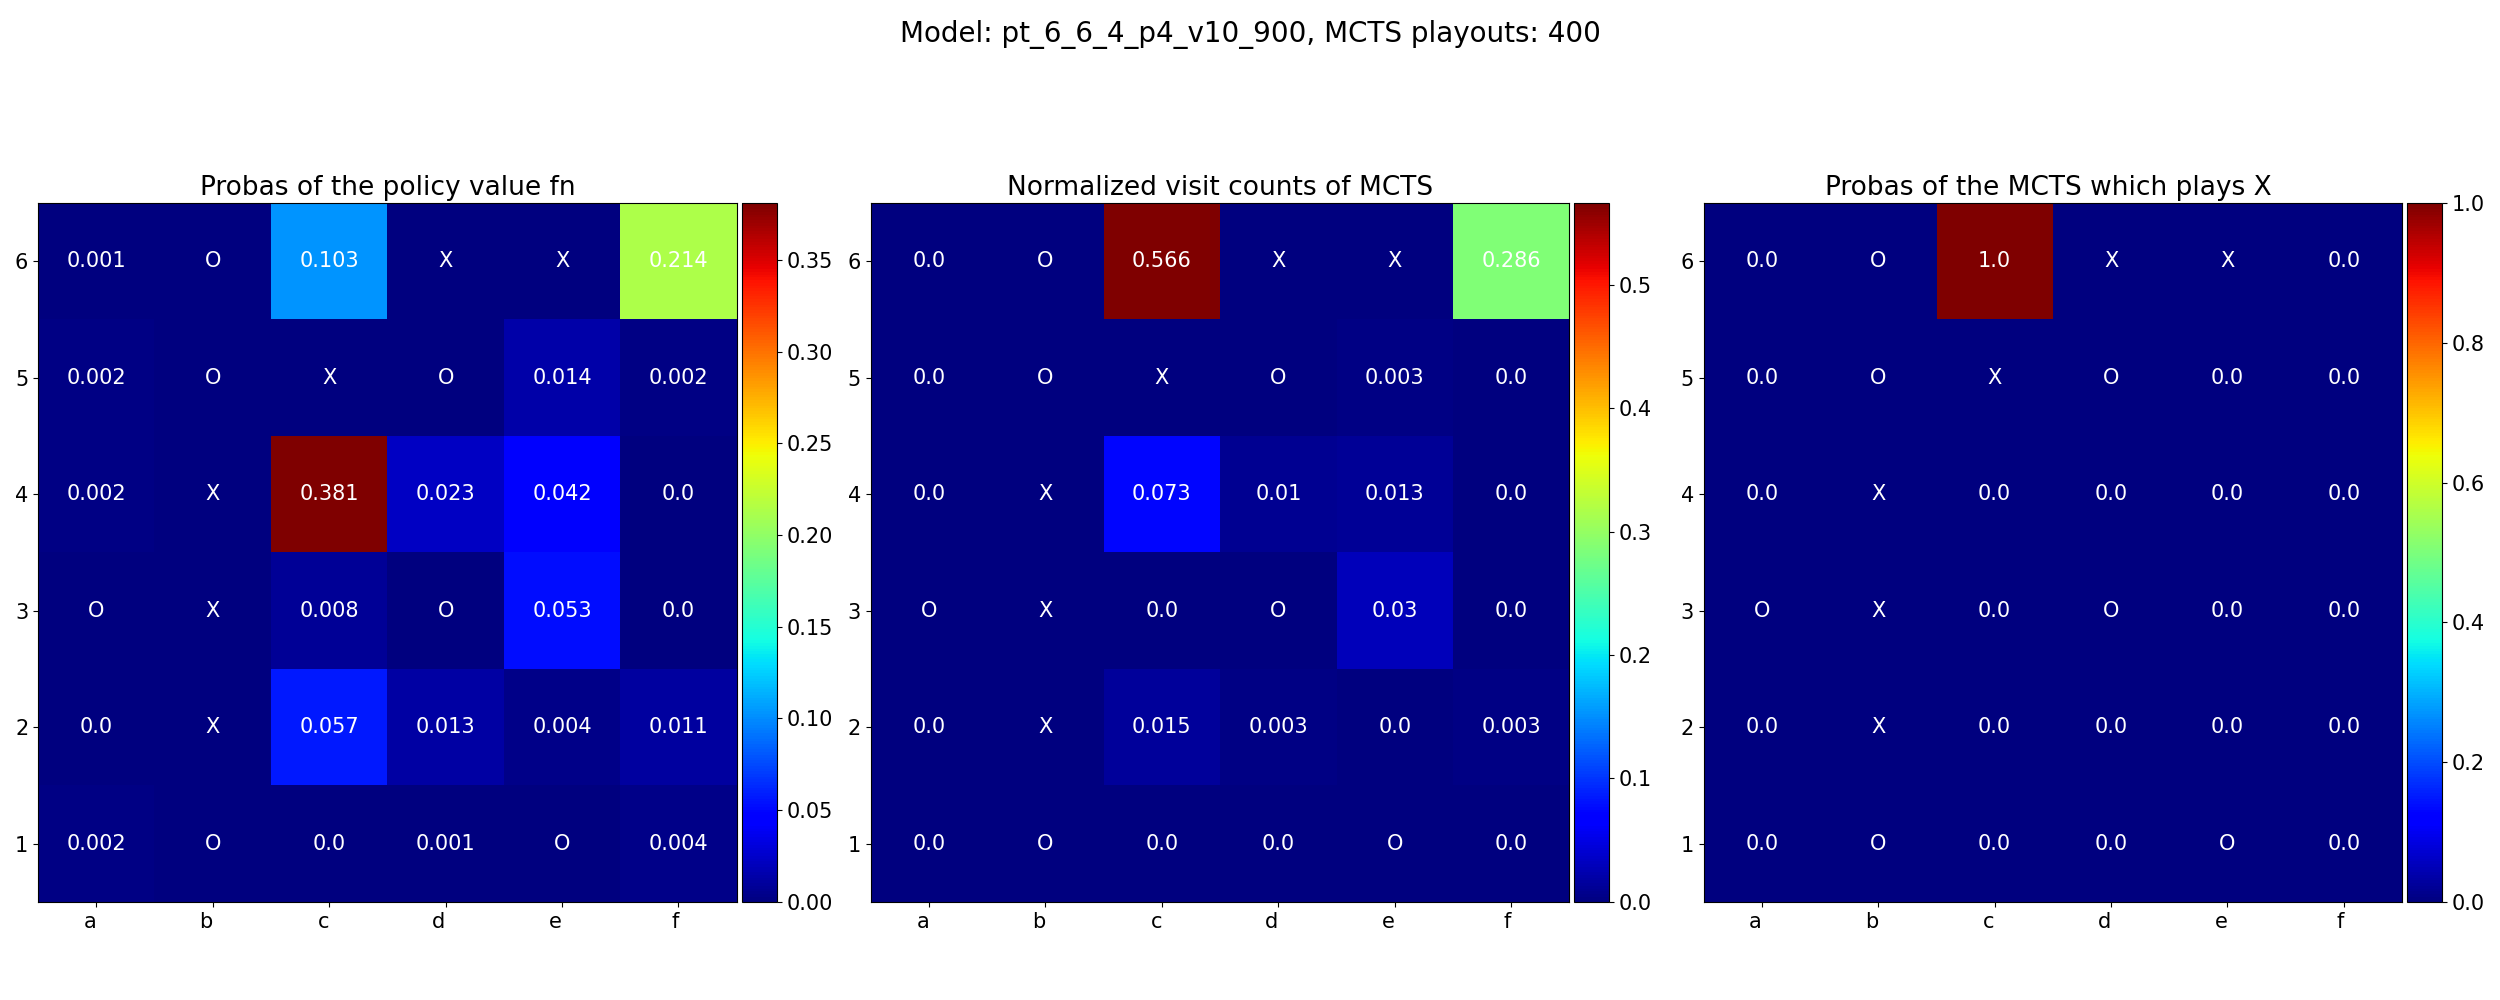 Model: pt_6_6_4_p4_v10_900, MCTS playouts: 400
Probas of the policy value fn
6 0.001 O 0.103 X X 0.214
5 0.002 O X O 0.014 0.002
4 0.002 X 0.381 0.023 0.042 0.0
3 O X 0.008 O 0.053 0.0
2 0.0 X 0.057 0.013 0.004 0.011
1 0.002 O 0.0 0.001 O 0.004
a b c d e f
0.35
0.30
0.25
0.20
0.15
0.10
0.05
0.00
Normalized visit counts of MCTS
6 0.0 O 0.566 X X 0.286
5 0.0 O X O 0.003 0.0
4 0.0 X 0.073 0.01 0.013 0.0
3 O X 0.0 O 0.03 0.0
2 0.0 X 0.015 0.003 0.0 0.003
1 0.0 O 0.0 0.0 O 0.0
a b c d e f
0.5
0.4
0.3
0.2
0.1
0.0
Probas of the MCTS which plays X
6 0.0 O 1.0 X X 0.0
5 0.0 O X O 0.0 0.0
4 0.0 X 0.0 0.0 0.0 0.0
3 O X 0.0 O 0.0 0.0
2 0.0 X 0.0 0.0 0.0 0.0
1 0.0 O 0.0 0.0 O 0.0
a b c d e f
1.0
0.8
0.6
0.4
0.2
0.0